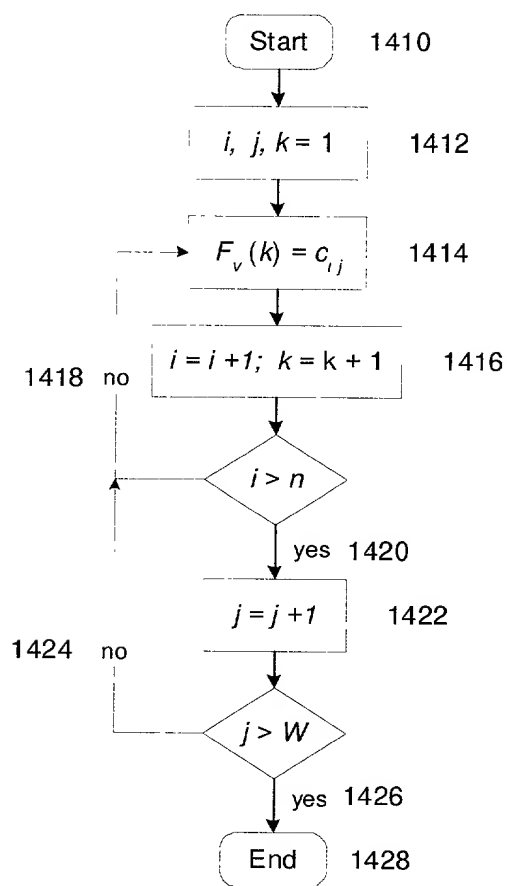 Start 1410
i, j, k = 1 1412
F_v (k) = c_ij 1414
i = i +1; k = k + 1 1416
1418 no
i > n
yes 1420
j = j +1 1422
1424 no
j > W
yes 1426
End 1428